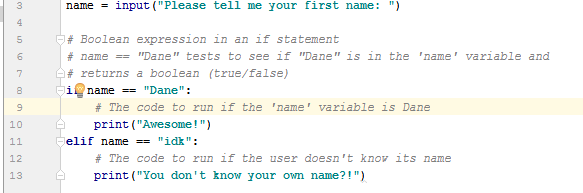 3 name = input("Please tell me your first name: ")
4
5 # Boolean expression in an if statement
6 # name == "Dane" tests to see if "Dane" is in the 'name' variable and
7 # returns a boolean (true/false)
8 i name == "Dane":
9 # The code to run if the 'name' variable is Dane
10 print("Awesome!")
11 elif name == "idk":
12 # The code to run if the user doesn't know its name
13 print("You don't know your own name?!")